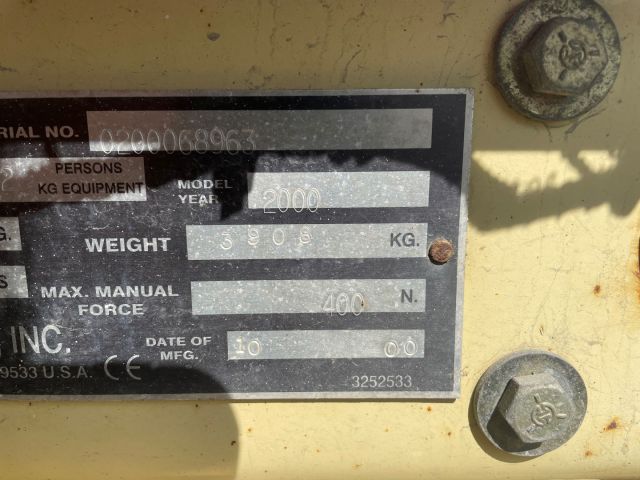 RIAL NO. 0200068963
2 PERSONS
KG EQUIPMENT
MODEL YEAR 2000
G. WEIGHT 3908 KG.
S MAX. MANUAL FORCE 400 N.
INC. DATE OF MFG. 10 00
9533 U.S.A. CE 3252533